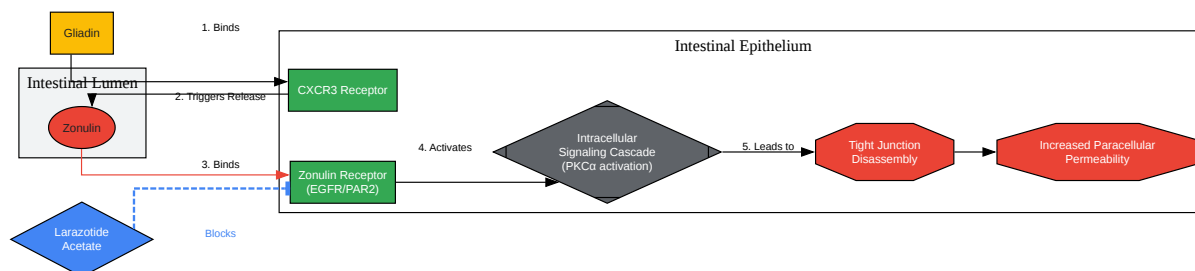 Gliadin
1. Binds
Intestinal Epithelium
Intestinal Lumen
CXCR3 Receptor
2. Triggers Release
Zonulin
3. Binds
Zonulin Receptor
(EGFR/PAR2)
4. Activates
Intracellular
Signaling Cascade
(PKCα activation)
5. Leads to
Tight Junction
Disassembly
Increased Paracellular
Permeability
Larazotide
Acetate
Blocks